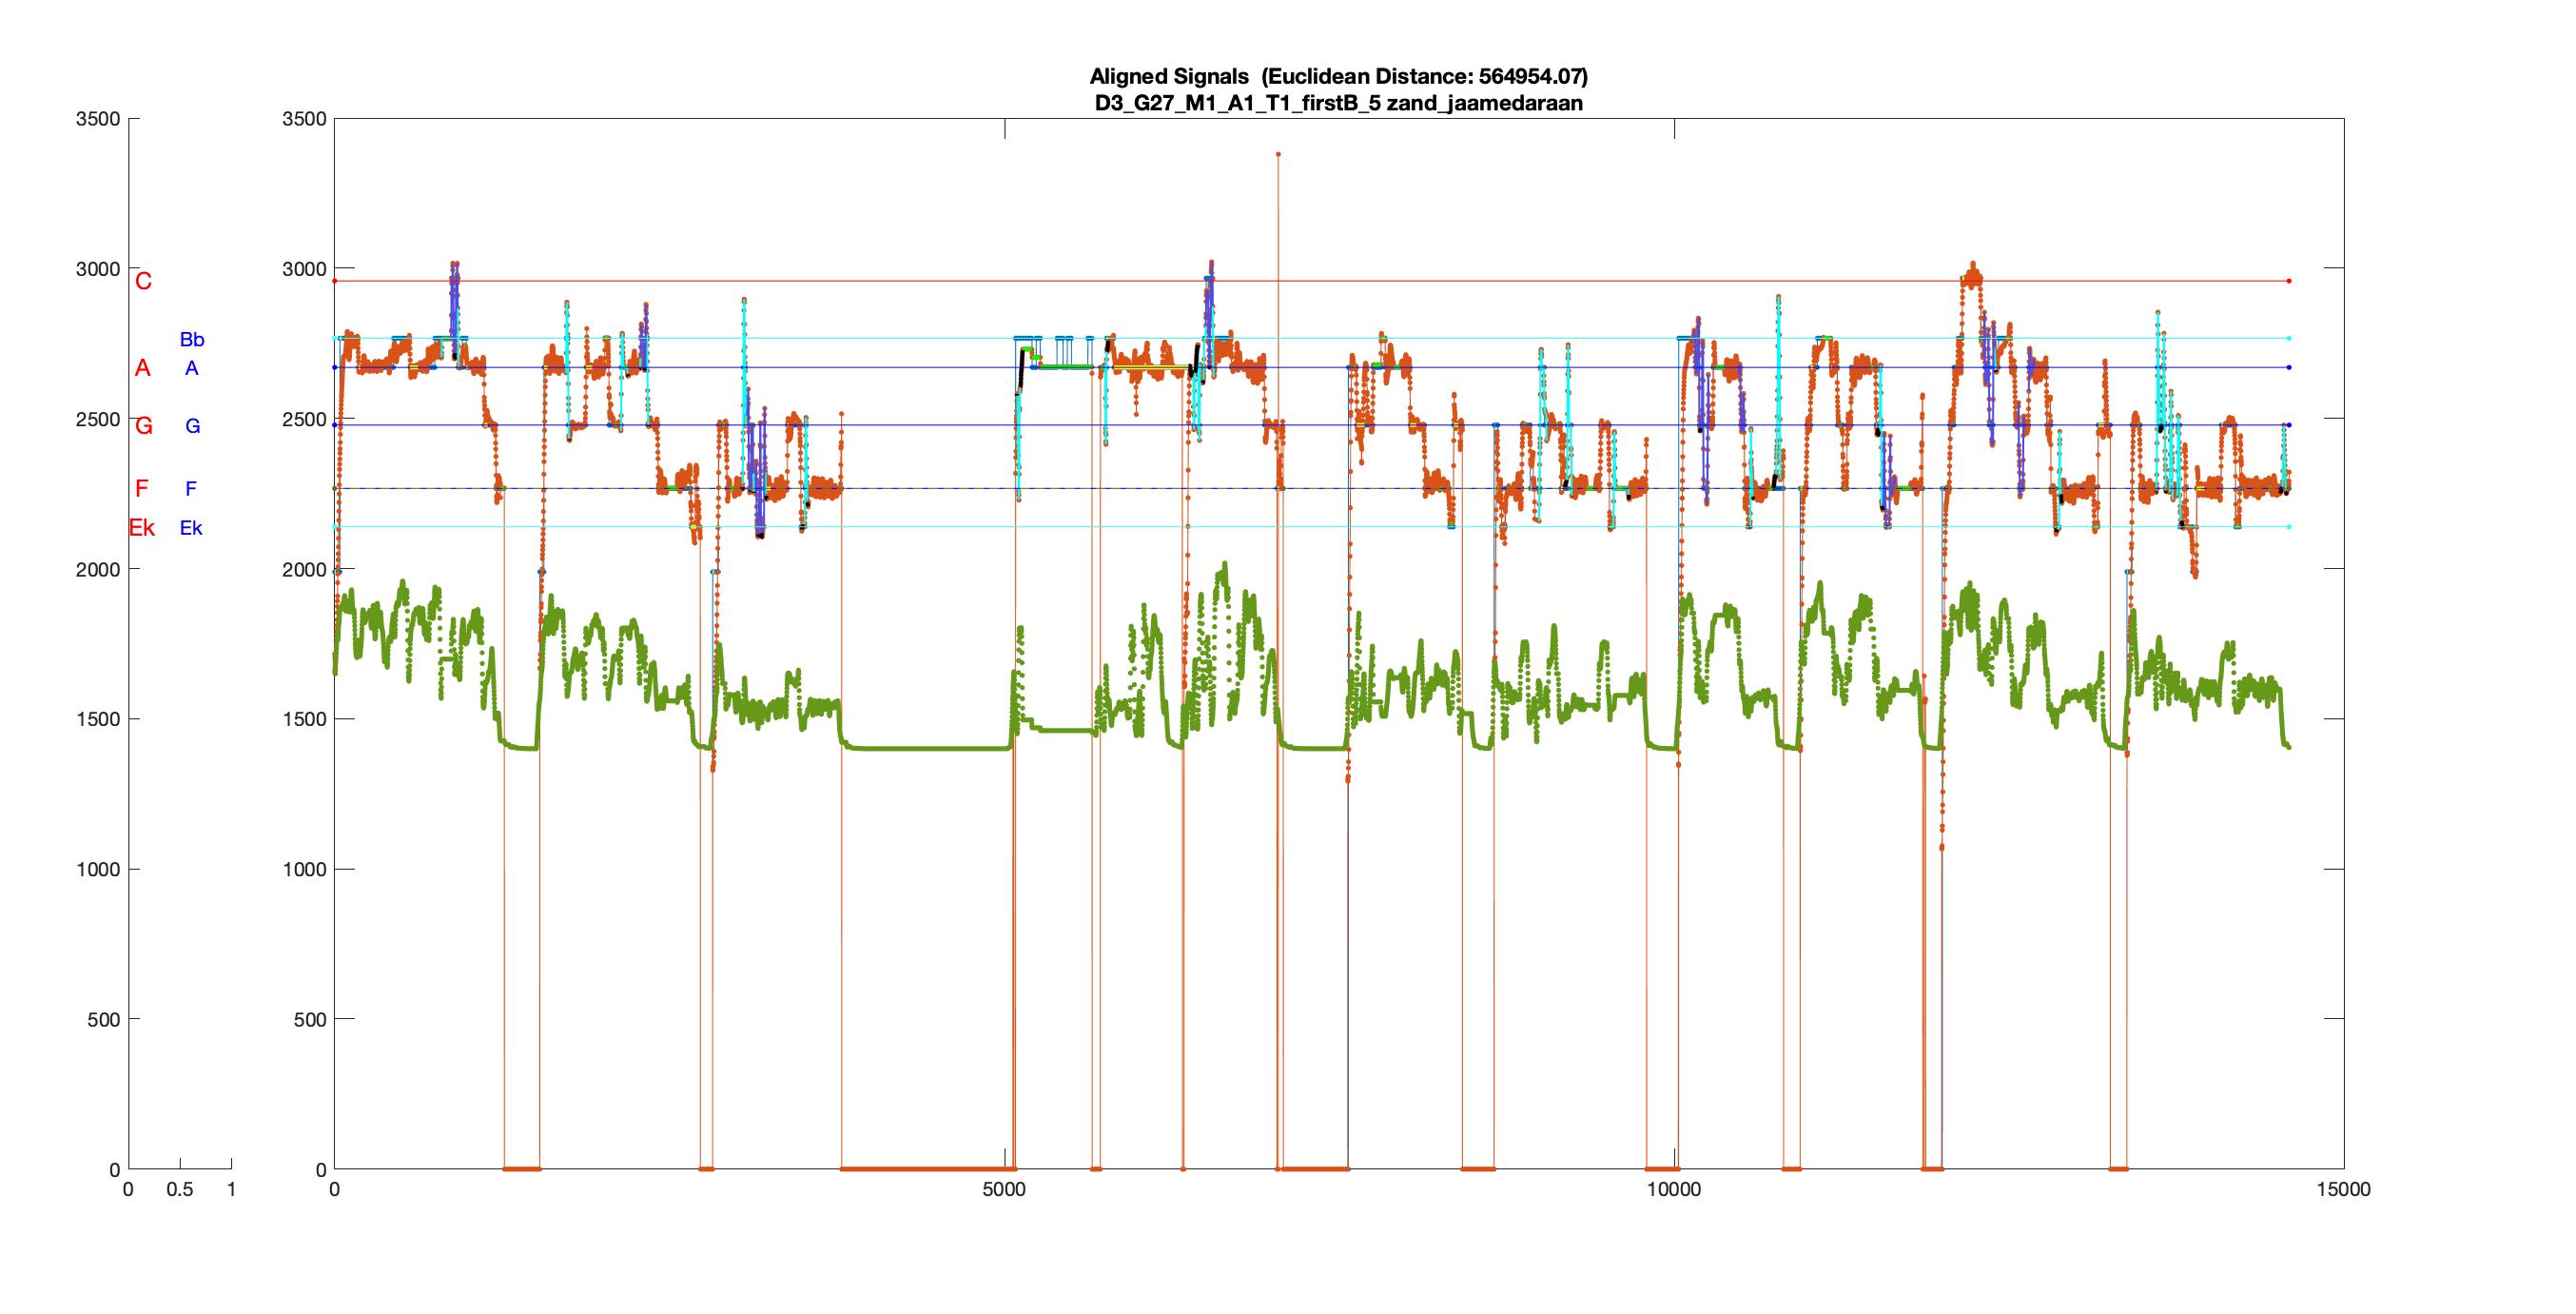 Aligned Signals  (Euclidean Distance: 564954.07)
D3_G27_M1_A1_T1_firstB_5 zand_jaamedaraan
3500
3000
2500
2000
1500
1000
500
0
0 0.5 1
C
Bb
A A
G G
F F
Ek Ek
3500
3000
2500
2000
1500
1000
500
0
0 5000 10000 15000